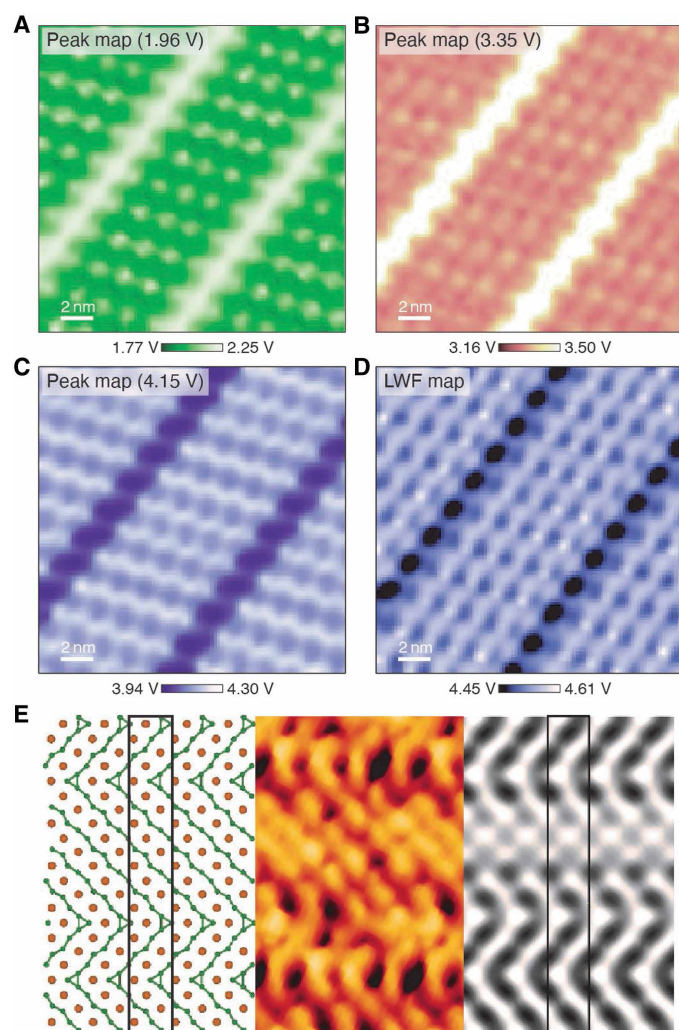 A
Peak map (1.96 V)
2 nm
1.77 V 2.25 V
B
Peak map (3.35 V)
2 nm
3.16 V 3.50 V
C
Peak map (4.15 V)
2 nm
3.94 V 4.30 V
D
LWF map
2 nm
4.45 V 4.61 V
E